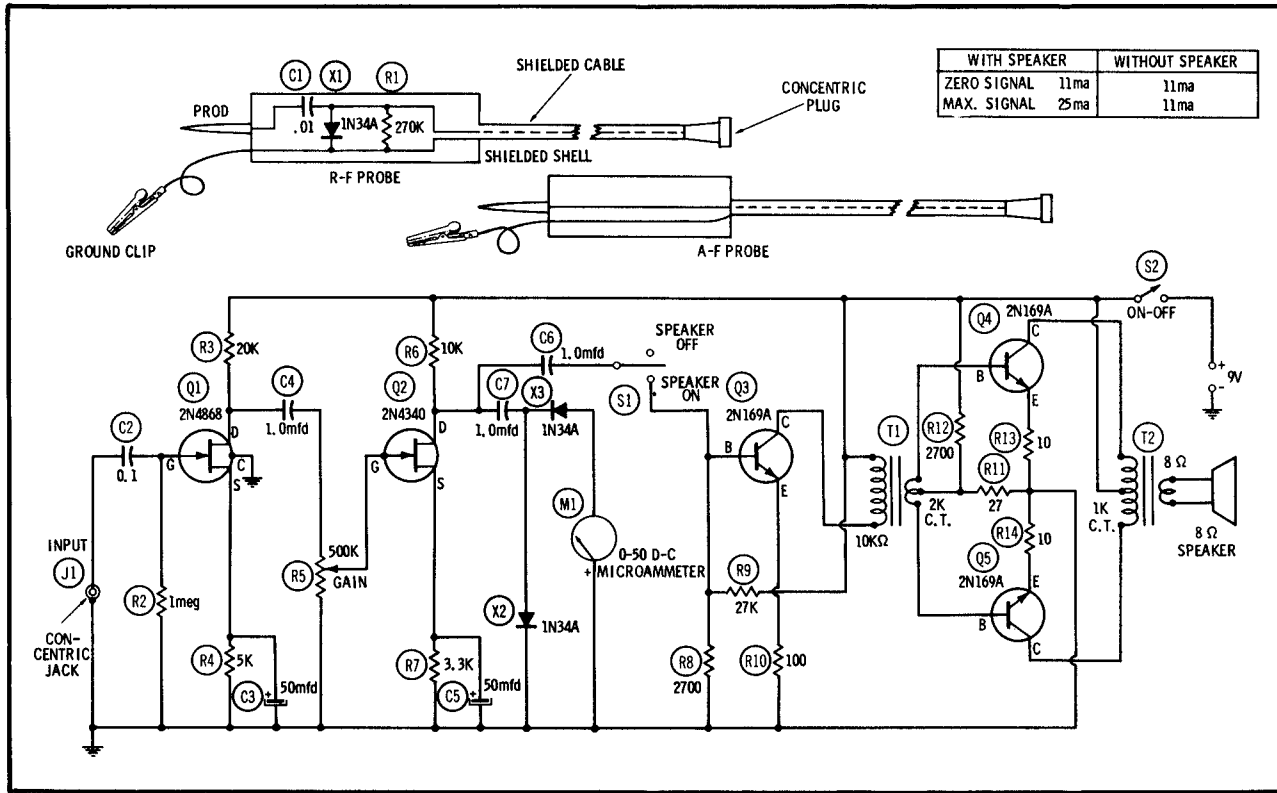 C1
X1
R1
SHIELDED CABLE
CONCENTRIC
PLUG
WITH SPEAKER WITHOUT SPEAKER
ZERO SIGNAL 11ma 11ma
MAX. SIGNAL 25ma 11ma
PROD
.01
1N34A
270K
SHIELDED SHELL
R-F PROBE
GROUND CLIP
A-F PROBE
S2
ON-OFF
+
9V
-
R3
20K
R6
10K
C6
1.0mfd
SPEAKER
OFF
SPEAKER
ON
S1
Q4
2N169A
C
B
E
Q1
2N4868
C4
1.0mfd
Q2
2N4340
C7
1.0mfd
X3
1N34A
Q3
2N169A
C
B
E
T1
R12
2700
R13
10
T2
8 Ω
C2
0.1
G
D
C
S
G
D
S
2K
C.T.
R11
27
1K
C.T.
8 Ω
SPEAKER
M1
0-50 D-C
+ MICROAMMETER
10KΩ
R14
10
INPUT
J1
CON-
CENTRIC
JACK
R2
1meg
500K
R5
GAIN
X2
1N34A
R9
27K
Q5
2N169A
E
B
C
R4
5K
C3
+
50mfd
R7
3.3K
C5
+
50mfd
R8
2700
R10
100